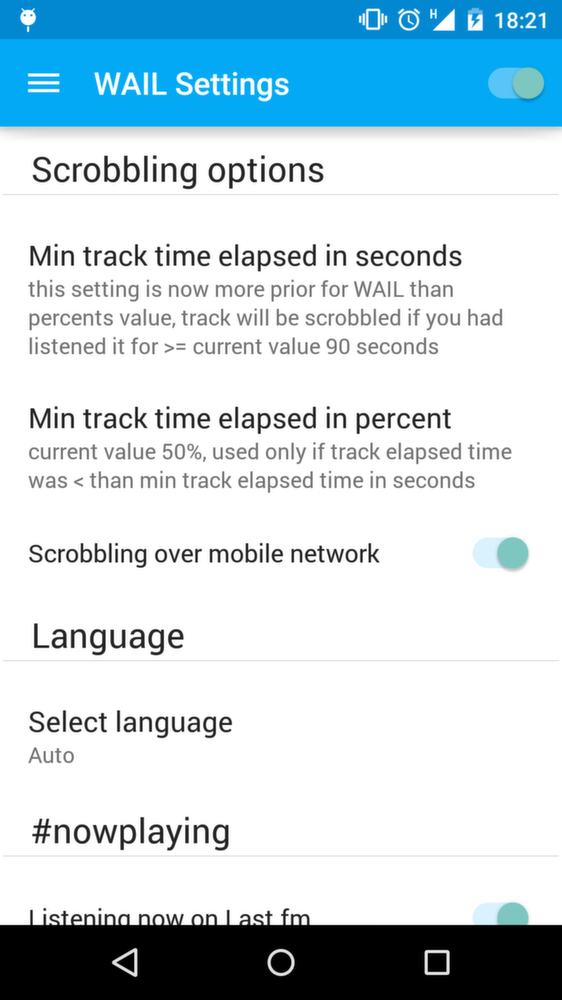 H
18:21
WAIL Settings
Scrobbling options
Min track time elapsed in seconds
this setting is now more prior for WAIL than
percents value, track will be scrobbled if you had
listened it for >= current value 90 seconds
Min track time elapsed in percent
current value 50%, used only if track elapsed time
was < than min track elapsed time in seconds
Scrobbling over mobile network
Language
Select language
Auto
#nowplaying
Listening now on Last fm